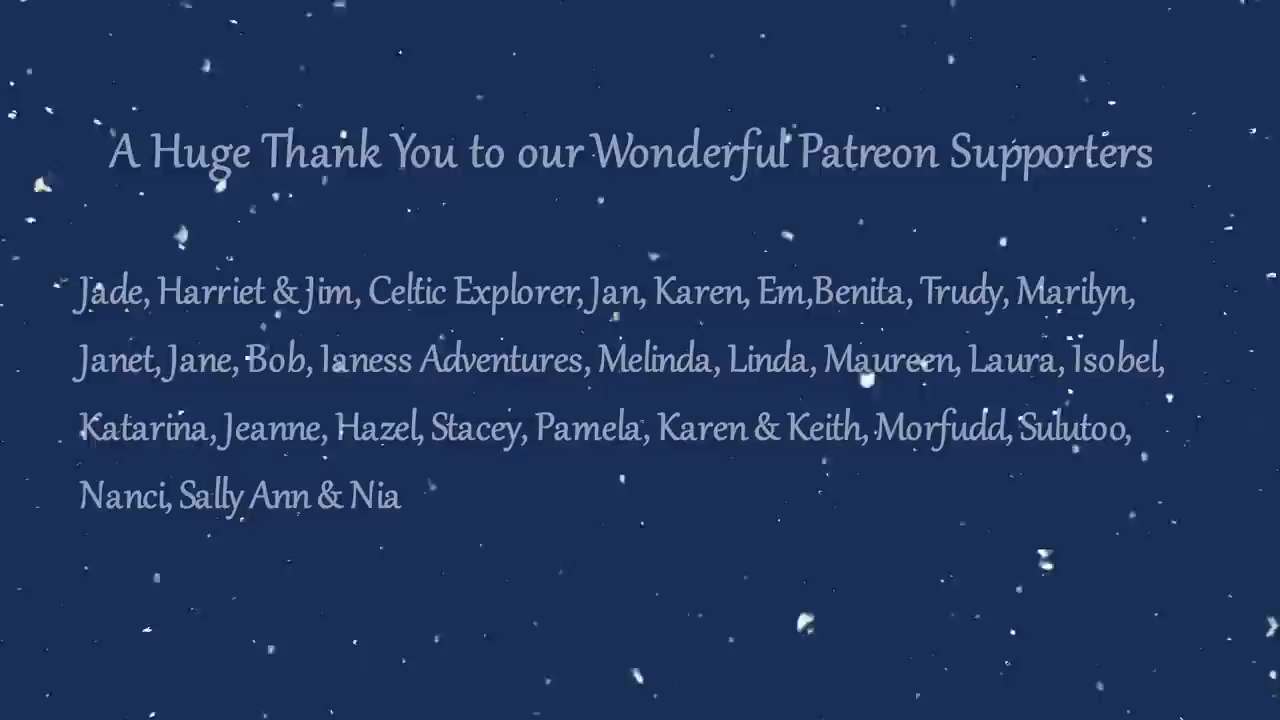 A Huge Thank You to our Wonderful Patreon Supporters
Jade, Harriet & Jim, Celtic Explorer, Jan, Karen, Em,Benita, Trudy, Marilyn,
Janet, Jane, Bob, Ianess Adventures, Melinda, Linda, Maureen, Laura, Isobel,
Katarina, Jeanne, Hazel, Stacey, Pamela, Karen & Keith, Morfudd, Sulutoo,
Nanci, Sally Ann & Nia